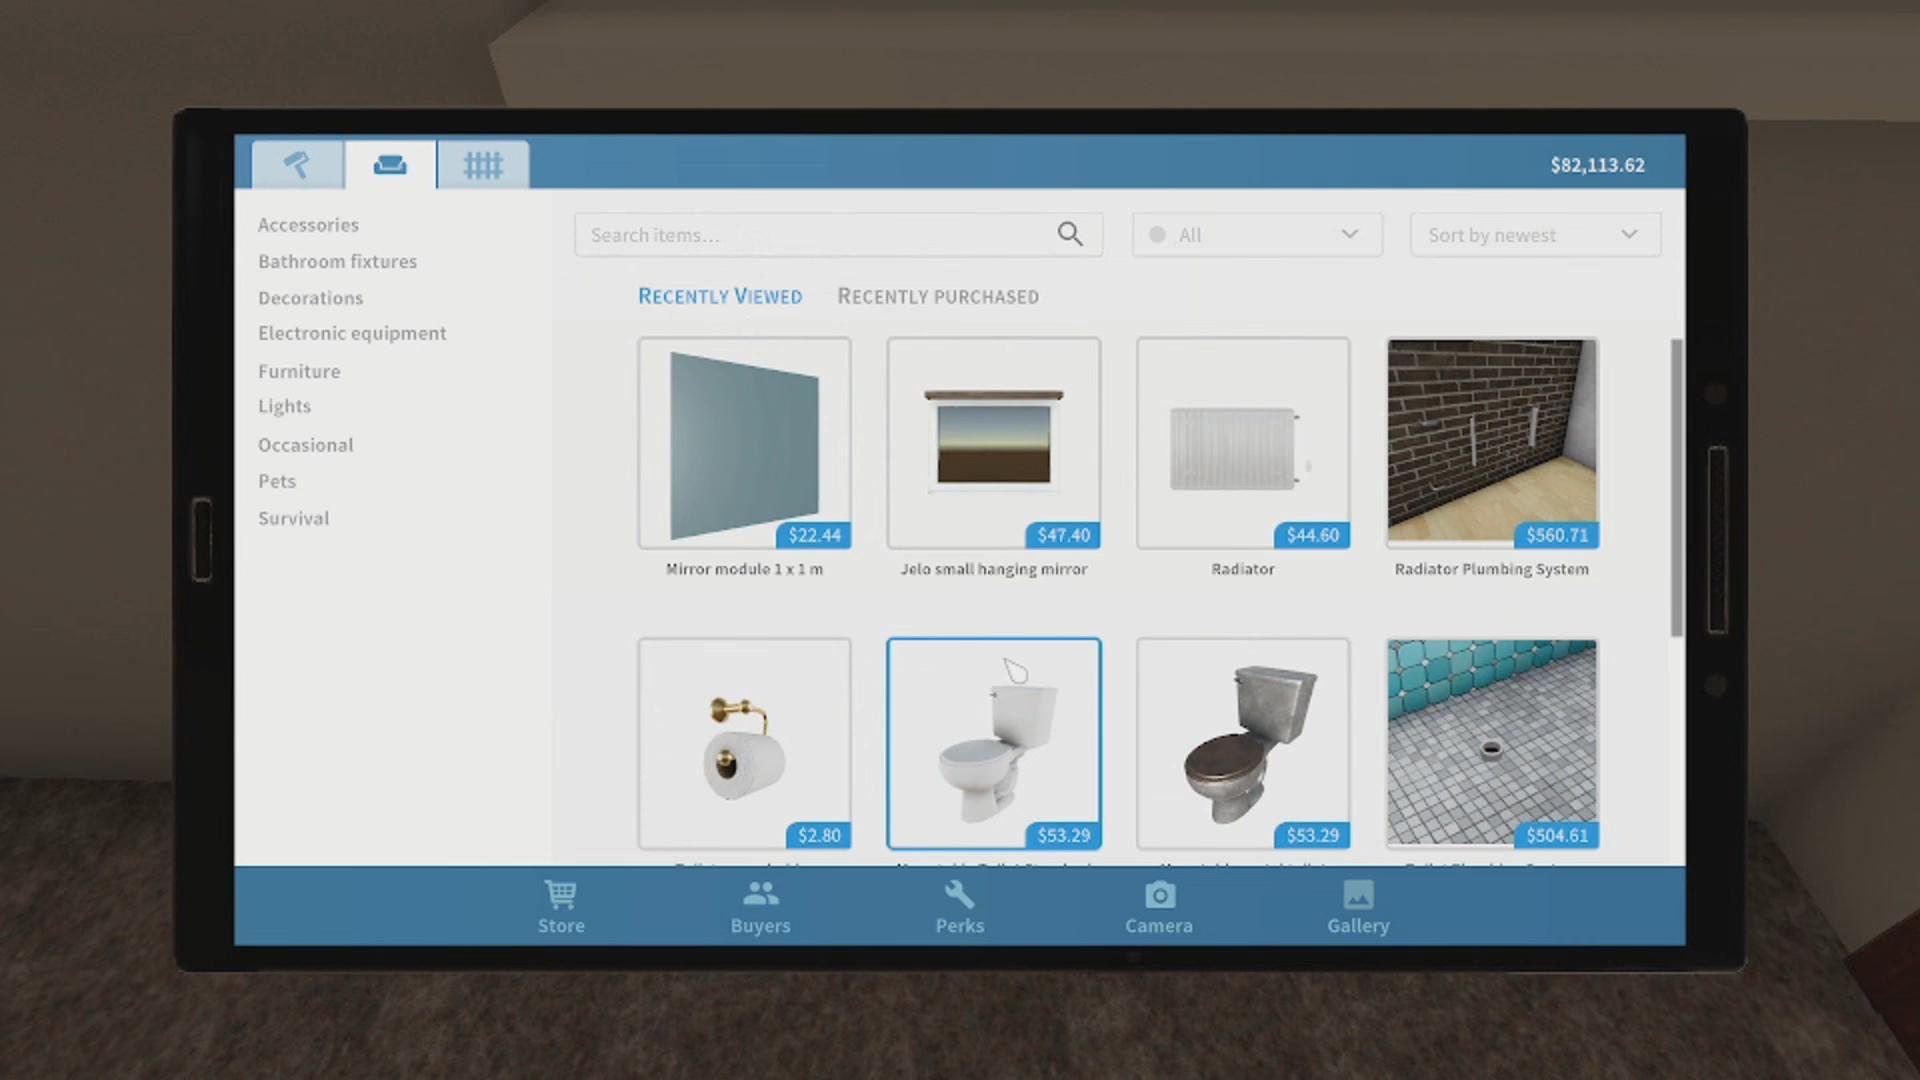 $82,113.62
Accessories
Bathroom fixtures
Decorations
Electronic equipment
Furniture
Lights
Occasional
Pets
Survival
Search items...
All
Sort by newest
RECENTLY VIEWED
RECENTLY PURCHASED
$22.44
$47.40
$44.60
$560.71
Mirror module 1 x 1 m
Jelo small hanging mirror
Radiator
Radiator Plumbing System
$2.80
$53.29
$53.29
$504.61
Store
Buyers
Perks
Camera
Gallery